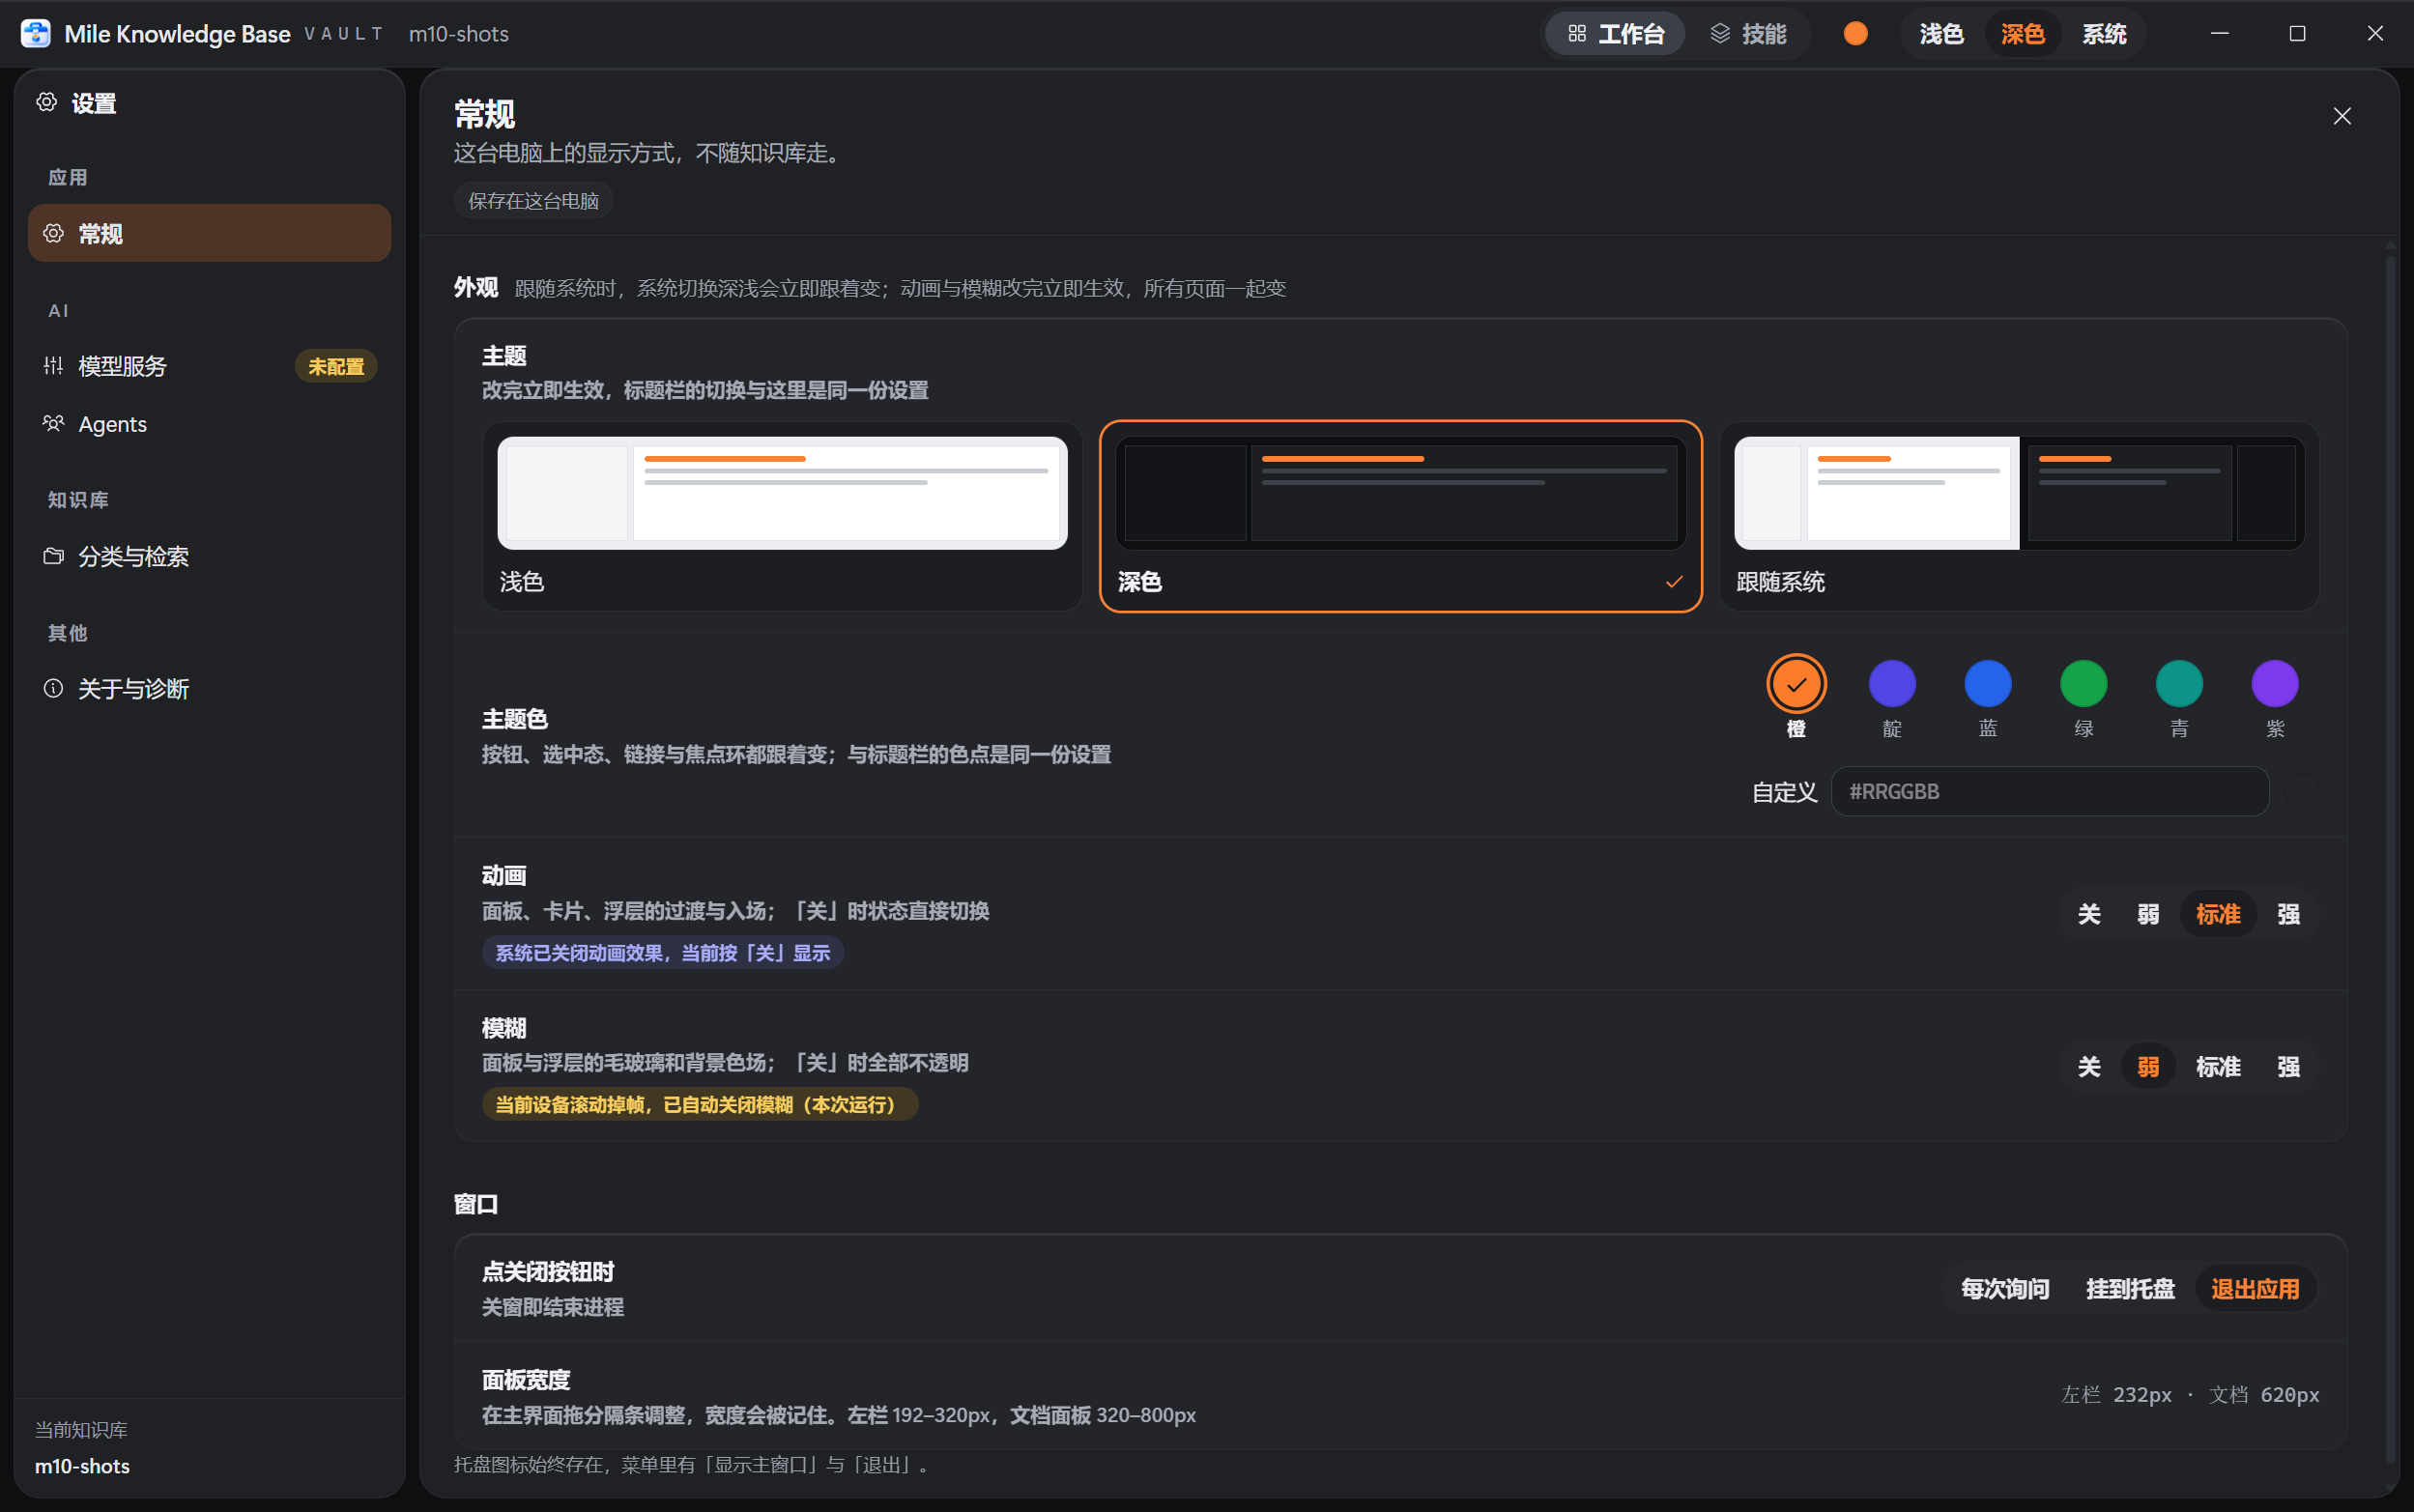 Mile Knowledge Base VAULT m10-shots
工作台 技能 浅色 深色 系统
设置
应用
常规
AI
模型服务 未配置
Agents
知识库
分类与检索
其他
关于与诊断
当前知识库
m10-shots
常规
这台电脑上的显示方式，不随知识库走。
保存在这台电脑
外观 跟随系统时，系统切换深浅会立即跟着变；动画与模糊改完立即生效，所有页面一起变
主题
改完立即生效，标题栏的切换与这里是同一份设置
浅色 深色 跟随系统
主题色
按钮、选中态、链接与焦点环都跟着变；与标题栏的色点是同一份设置
橙 靛 蓝 绿 青 紫
自定义 #RRGGBB
动画
面板、卡片、浮层的过渡与入场；「关」时状态直接切换
系统已关闭动画效果，当前按「关」显示
关 弱 标准 强
模糊
面板与浮层的毛玻璃和背景色场；「关」时全部不透明
当前设备滚动掉帧，已自动关闭模糊（本次运行）
关 弱 标准 强
窗口
点关闭按钮时
关窗即结束进程
每次询问 挂到托盘 退出应用
面板宽度
在主界面拖分隔条调整，宽度会被记住。左栏 192–320px，文档面板 320–800px
左栏 232px · 文档 620px
托盘图标始终存在，菜单里有「显示主窗口」与「退出」。